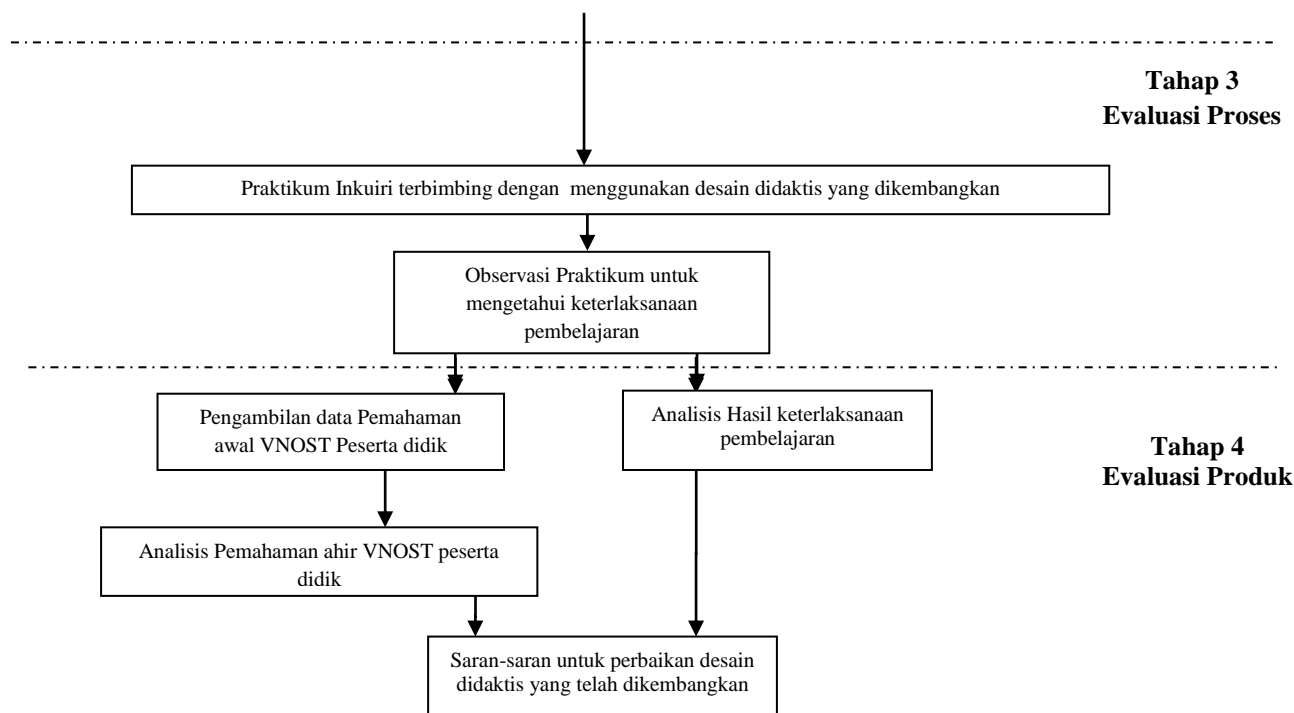 Tahap 3
Evaluasi Proses
Praktikum Inkuiri terbimbing dengan menggunakan desain didaktis yang dikembangkan
Observasi Praktikum untuk
mengetahui keterlaksanaan
pembelajaran
Pengambilan data Pemahaman
awal VNOST Peserta didik
Analisis Hasil keterlaksanaan
pembelajaran
Tahap 4
Evaluasi Produk
Analisis Pemahaman ahir VNOST peserta
didik
Saran-saran untuk perbaikan desain
didaktis yang telah dikembangkan